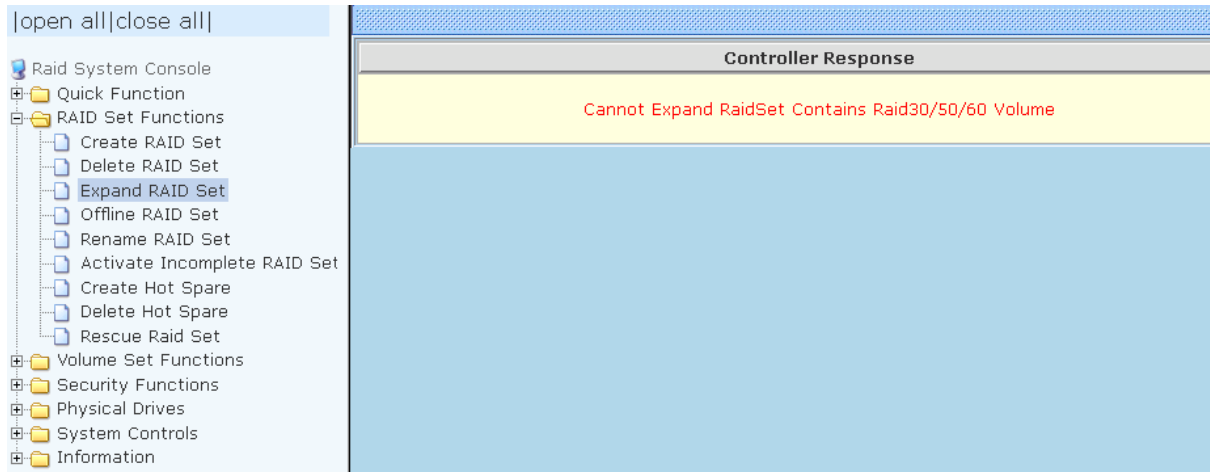 |open all|close all|
Raid System Console
Quick Function
RAID Set Functions
Create RAID Set
Delete RAID Set
Expand RAID Set
Offline RAID Set
Rename RAID Set
Activate Incomplete RAID Set
Create Hot Spare
Delete Hot Spare
Rescue Raid Set
Volume Set Functions
Security Functions
Physical Drives
System Controls
Information
Controller Response
Cannot Expand RaidSet Contains Raid30/50/60 Volume